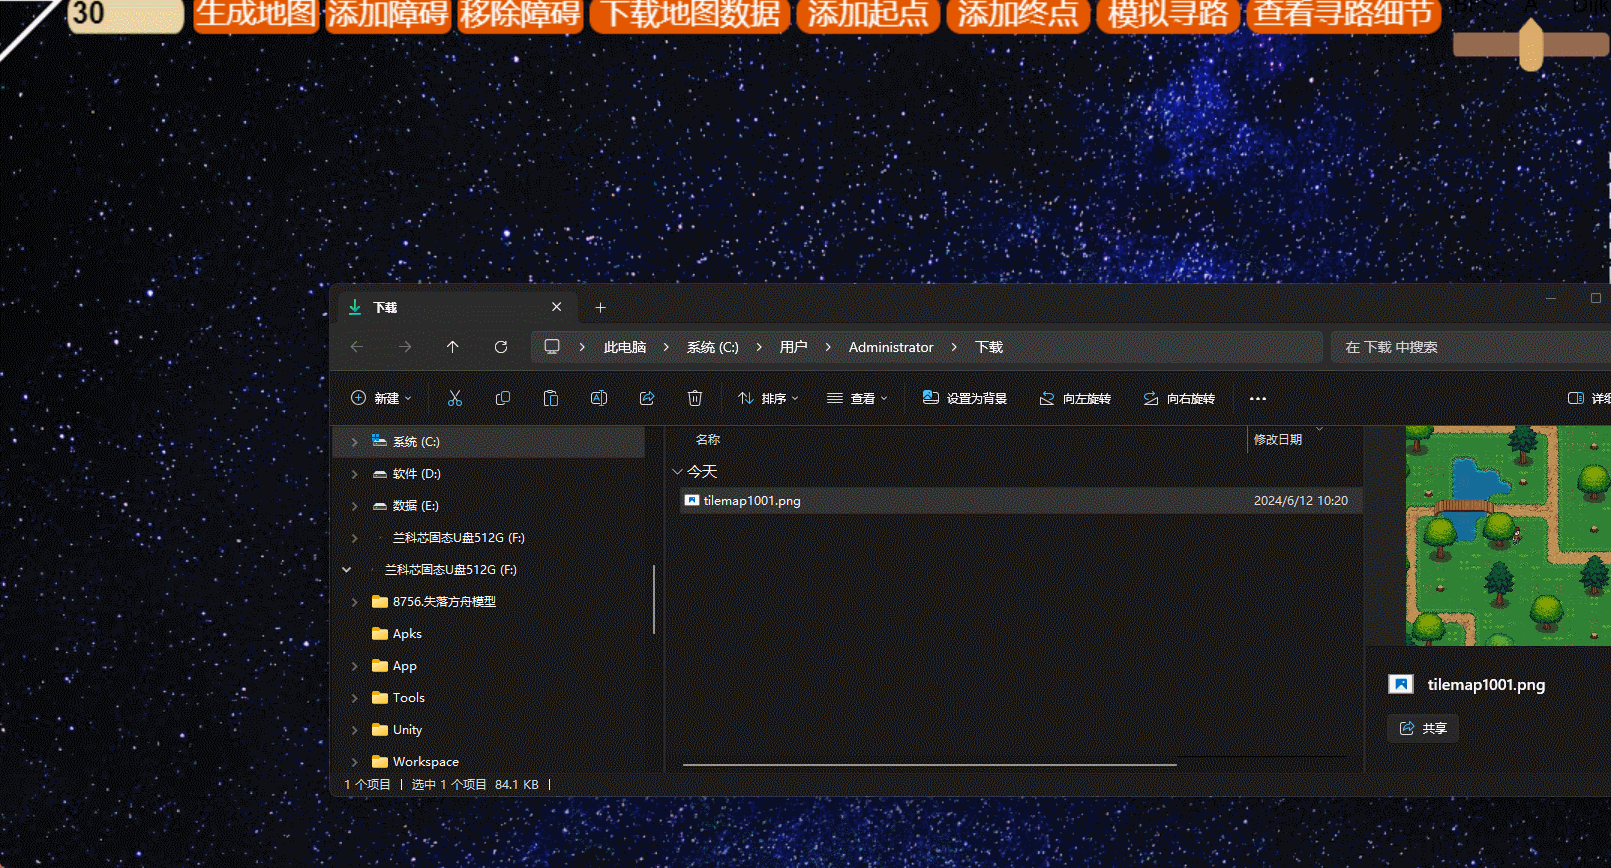 30 生成地图 添加障碍 移除障碍 下载地图数据 添加起点 添加终点 模拟寻路 查看寻路细节 A
下载
此电脑 系统 (C:) 用户 Administrator 下载 在 下载 中搜索
新建 排序 查看 设置为背景 向左旋转 向右旋转
系统 (C:)
软件 (D:)
数据 (E:)
兰科芯固态U盘512G (F:)
兰科芯固态U盘512G (F:)
8756.失落方舟模型
Apks
App
Tools
Unity
Workspace
名称 修改日期
今天
tilemap1001.png 2024/6/12 10:20
tilemap1001.png
共享
1 个项目 选中 1 个项目 84.1 KB